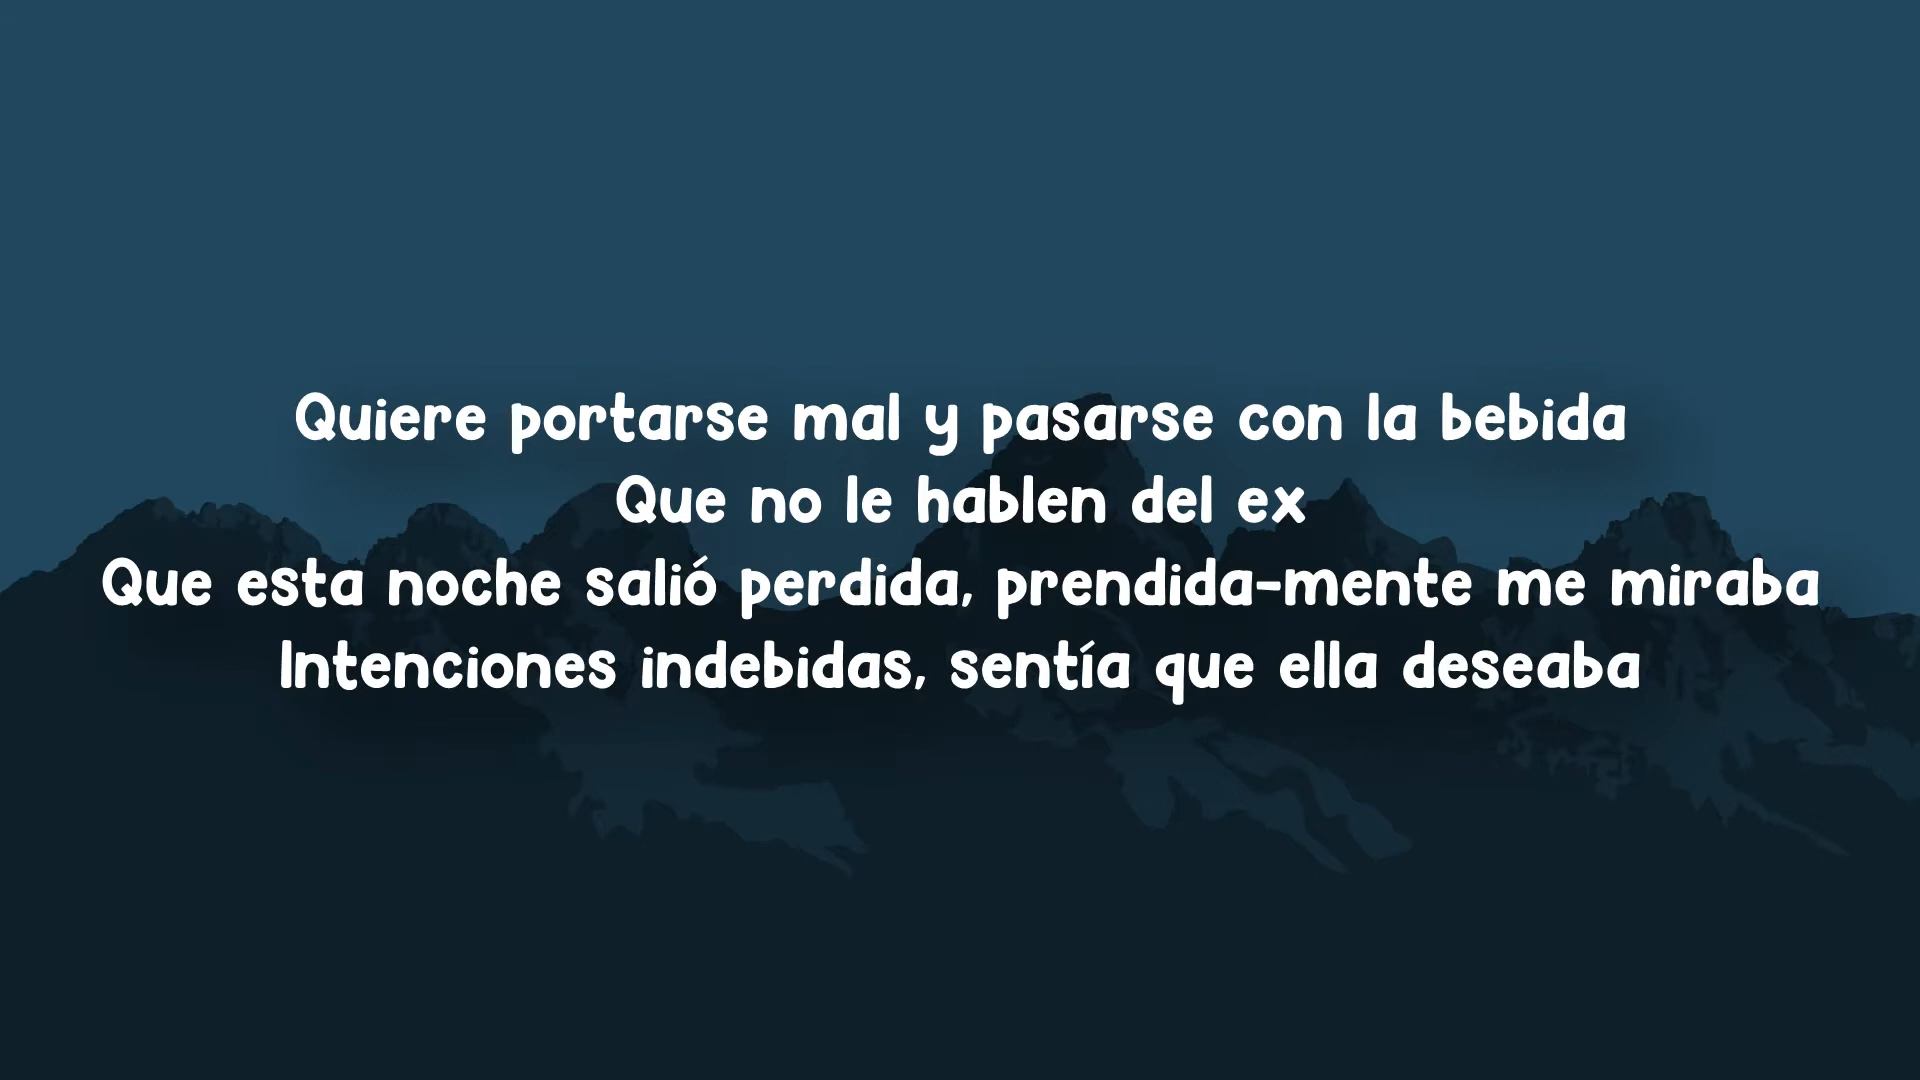 Quiere portarse mal y pasarse con la bebida
Que no le hablen del ex
Que esta noche salió perdida, prendida-mente me miraba
Intenciones indebidas, sentía que ella deseaba